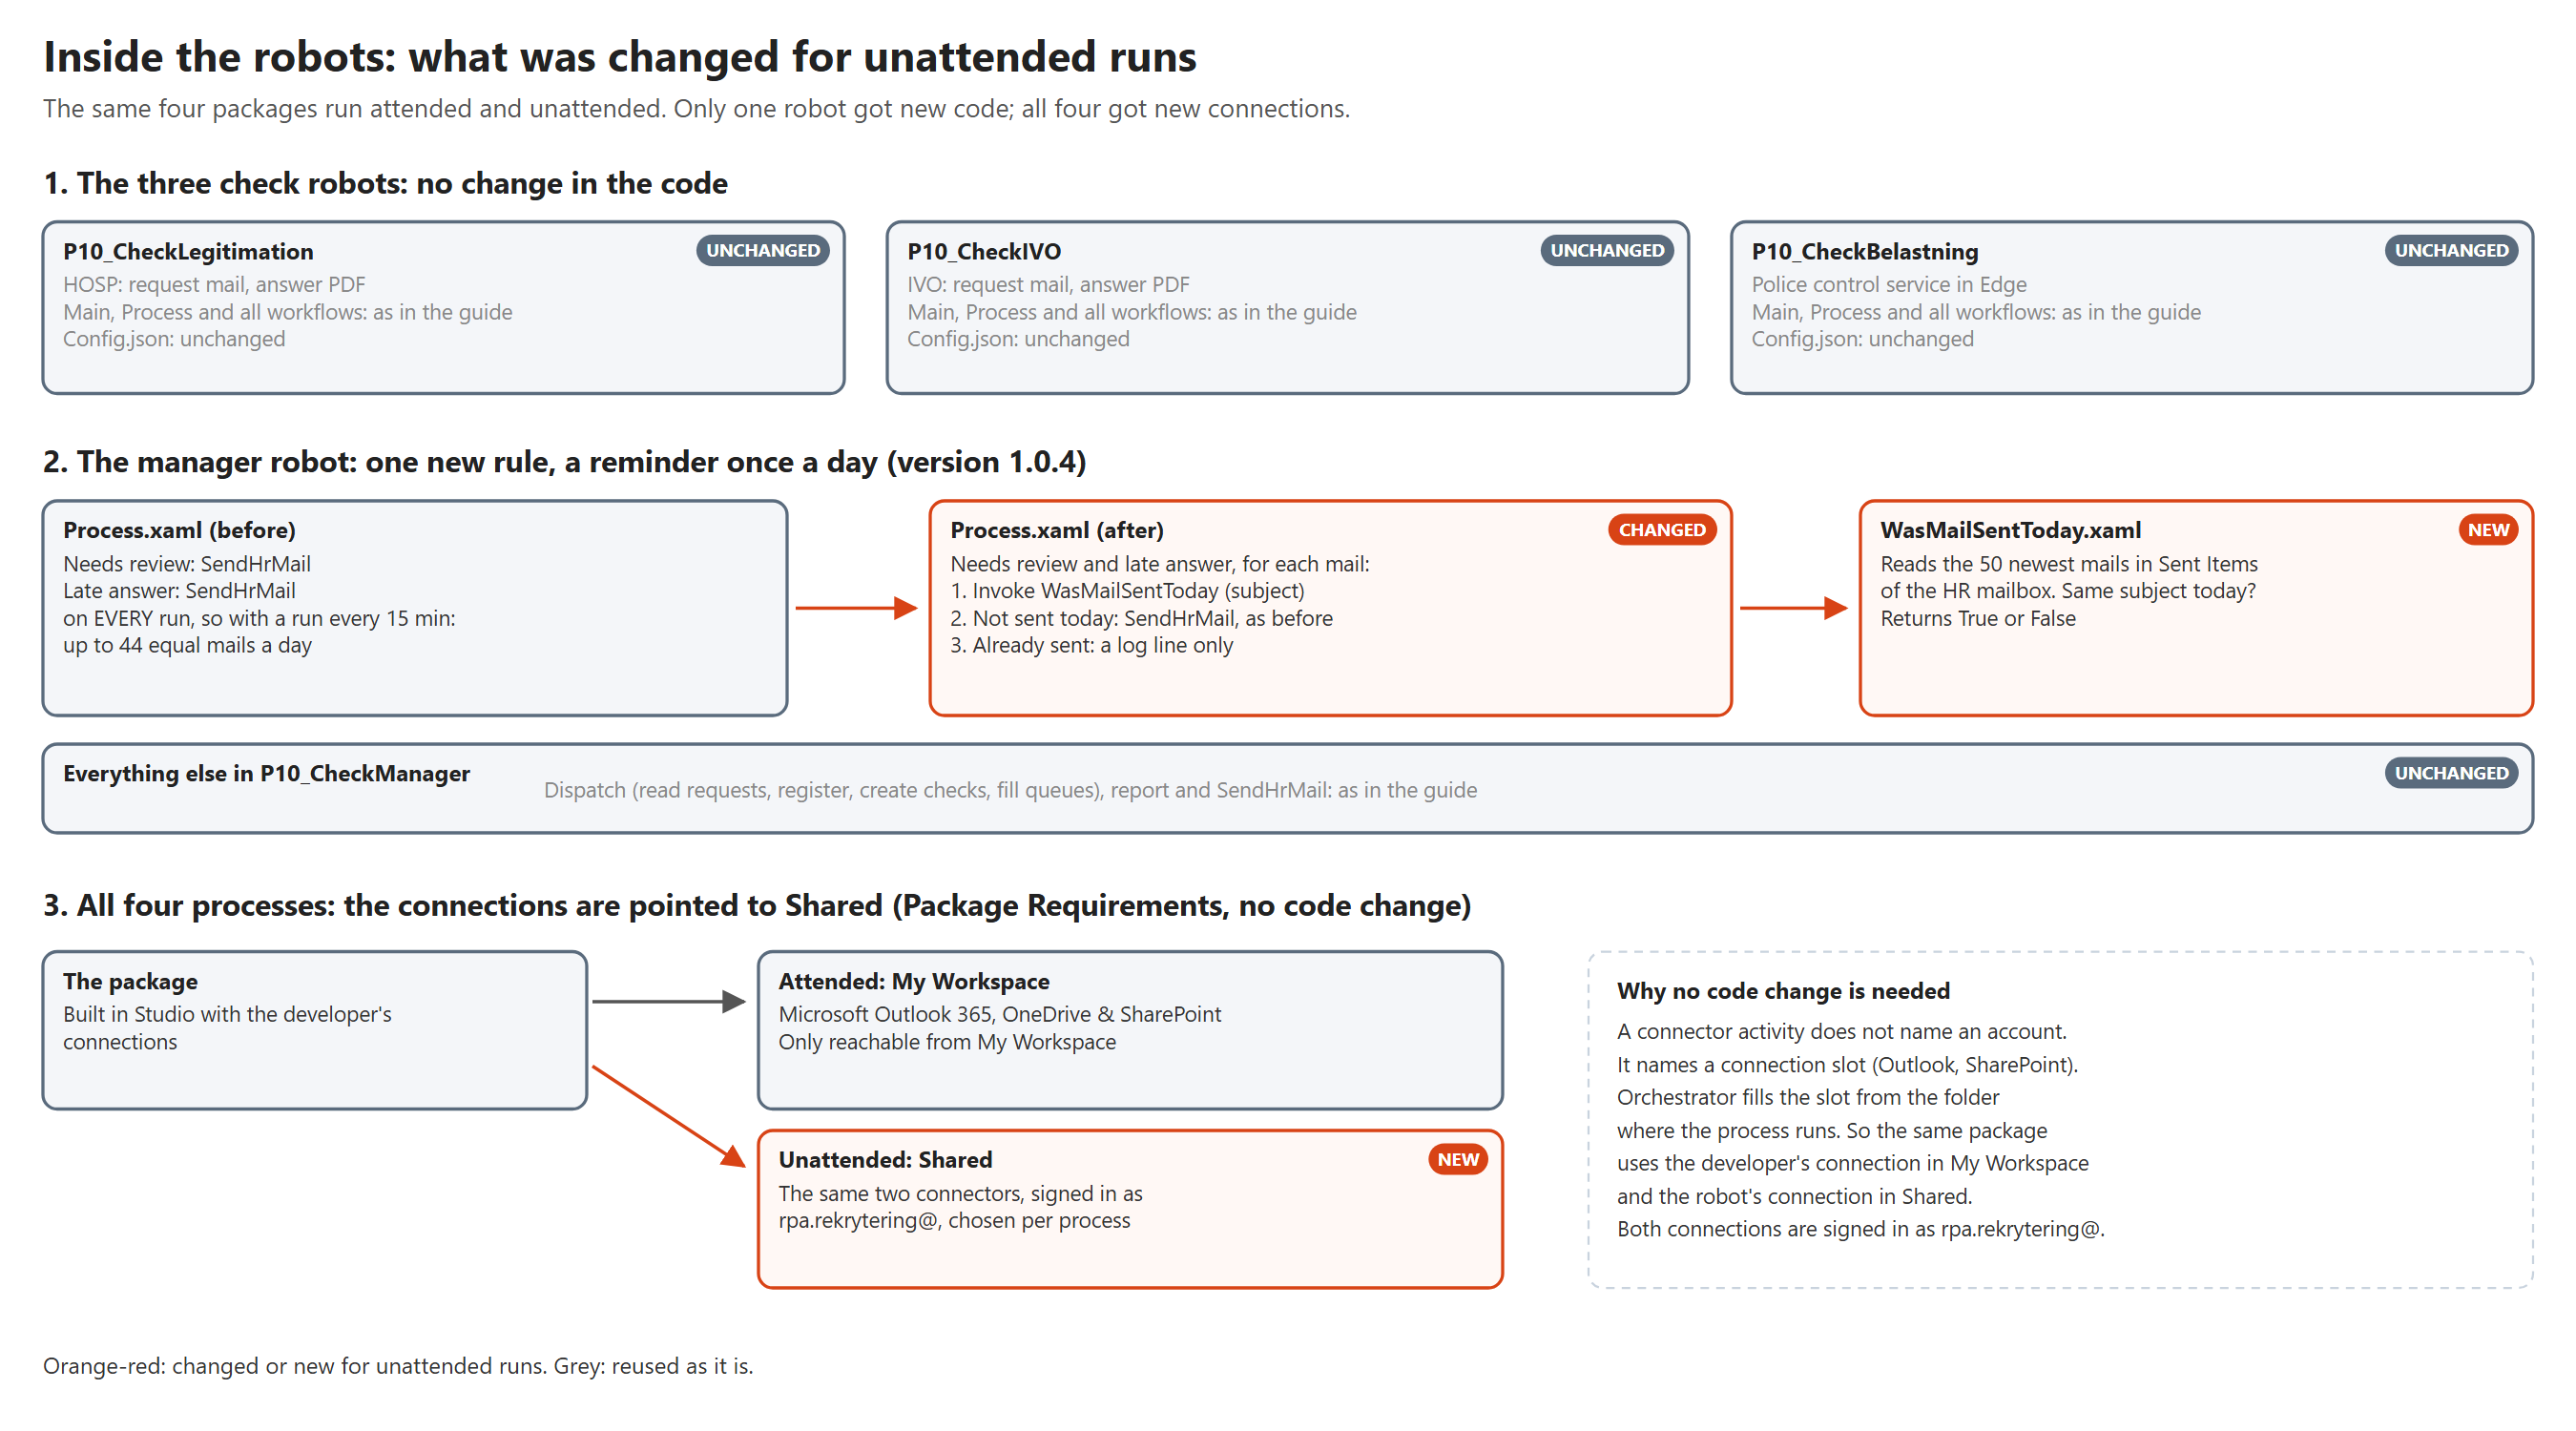 Inside the robots: what was changed for unattended runs
The same four packages run attended and unattended. Only one robot got new code; all four got new connections.
1. The three check robots: no change in the code
P10_CheckLegitimation
UNCHANGED
HOSP: request mail, answer PDF
Main, Process and all workflows: as in the guide
Config.json: unchanged
P10_CheckIVO
UNCHANGED
IVO: request mail, answer PDF
Main, Process and all workflows: as in the guide
Config.json: unchanged
P10_CheckBelastning
UNCHANGED
Police control service in Edge
Main, Process and all workflows: as in the guide
Config.json: unchanged
2. The manager robot: one new rule, a reminder once a day (version 1.0.4)
Process.xaml (before)
Needs review: SendHrMail
Late answer: SendHrMail
on EVERY run, so with a run every 15 min:
up to 44 equal mails a day
Process.xaml (after)
CHANGED
Needs review and late answer, for each mail:
1. Invoke WasMailSentToday (subject)
2. Not sent today: SendHrMail, as before
3. Already sent: a log line only
WasMailSentToday.xaml
NEW
Reads the 50 newest mails in Sent Items
of the HR mailbox. Same subject today?
Returns True or False
Everything else in P10_CheckManager
Dispatch (read requests, register, create checks, fill queues), report and SendHrMail: as in the guide
UNCHANGED
3. All four processes: the connections are pointed to Shared (Package Requirements, no code change)
The package
Built in Studio with the developer's
connections
Attended: My Workspace
Microsoft Outlook 365, OneDrive & SharePoint
Only reachable from My Workspace
Unattended: Shared
NEW
The same two connectors, signed in as
rpa.rekrytering@, chosen per process
Why no code change is needed
A connector activity does not name an account.
It names a connection slot (Outlook, SharePoint).
Orchestrator fills the slot from the folder
where the process runs. So the same package
uses the developer's connection in My Workspace
and the robot's connection in Shared.
Both connections are signed in as rpa.rekrytering@.
Orange-red: changed or new for unattended runs. Grey: reused as it is.